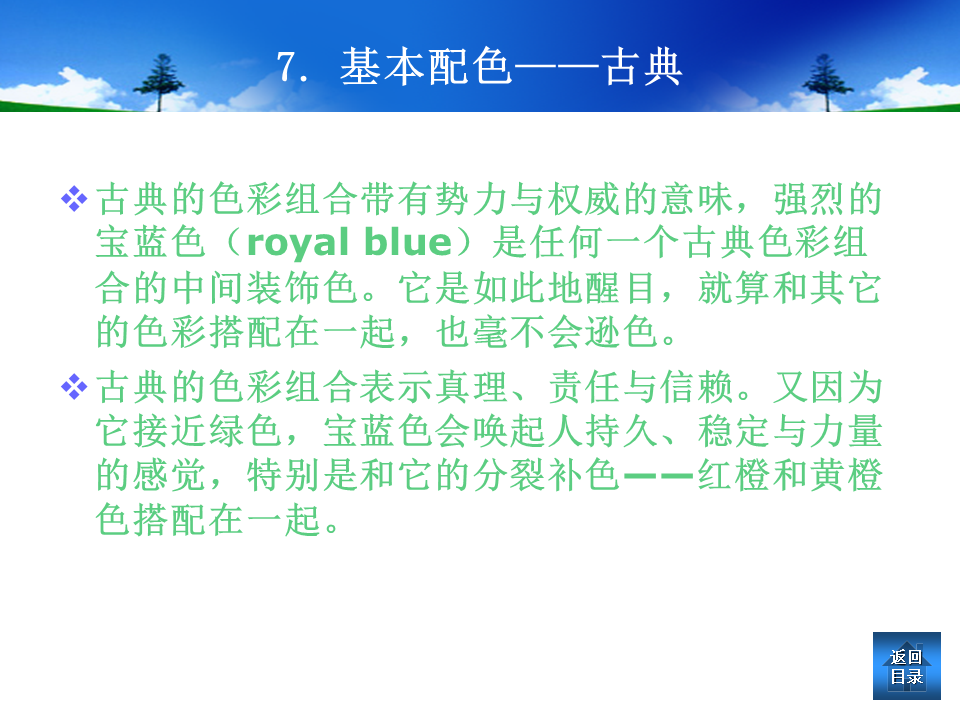 7. 基本配色——古典
古典的色彩组合带有势力与权威的意味，强烈的
宝蓝色（royal blue）是任何一个古典色彩组
合的中间装饰色。它是如此地醒目，就算和其它
的色彩搭配在一起，也毫不会逊色。
古典的色彩组合表示真理、责任与信赖。又因为
它接近绿色，宝蓝色会唤起人持久、稳定与力量
的感觉，特别是和它的分裂补色——红橙和黄橙
色搭配在一起。
返回
目录